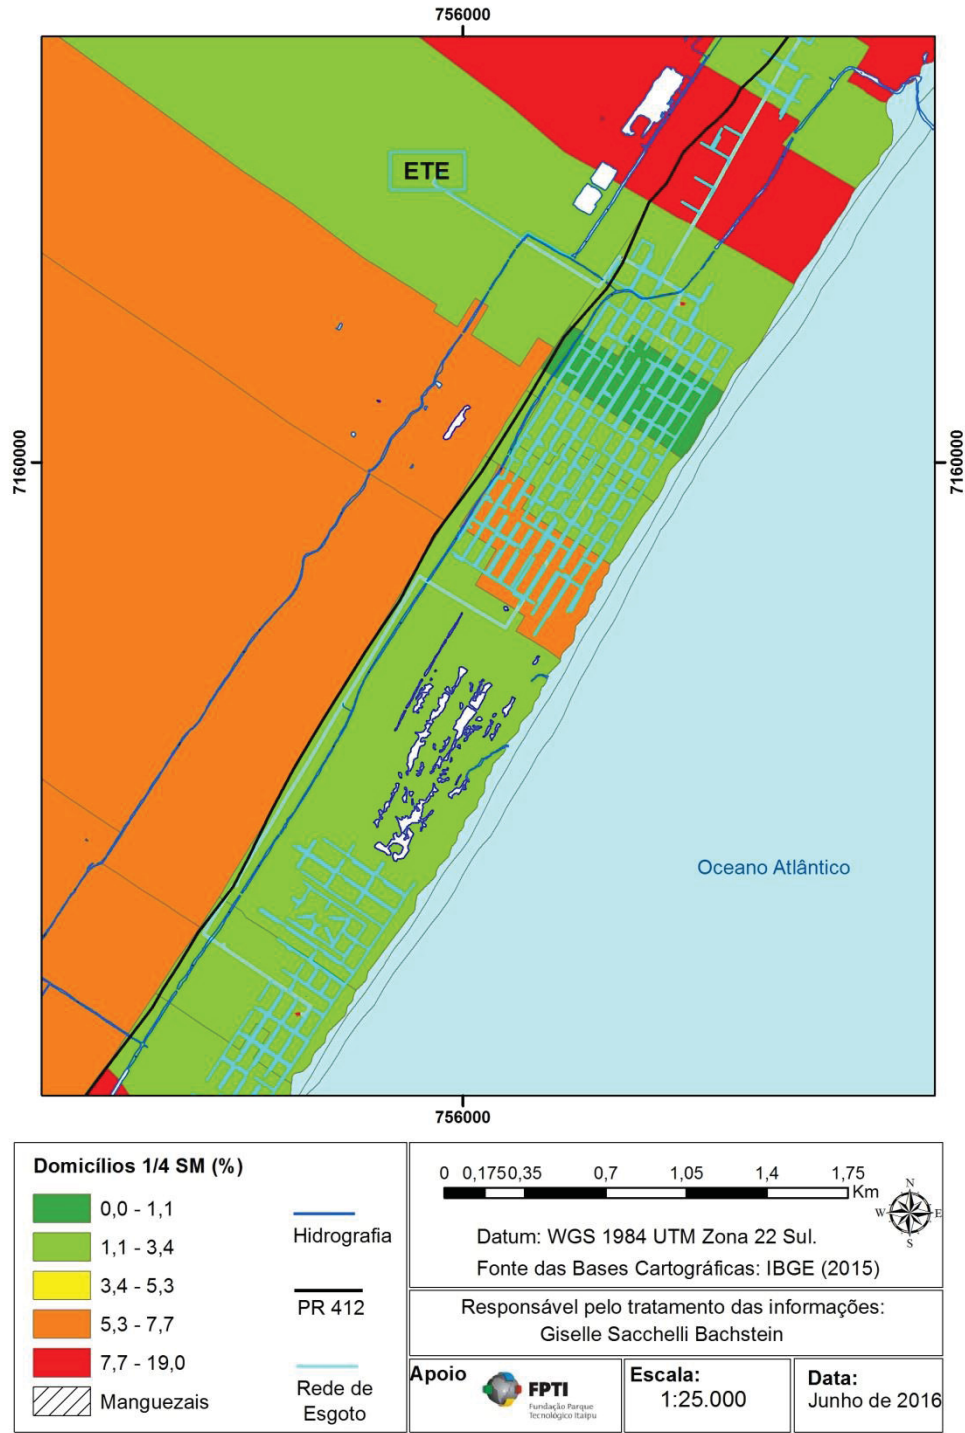 756000
ETE
7160000
7160000
Oceano Atlântico
756000
Domicílios 1/4 SM (%)
0,0 - 1,1
1,1 - 3,4
3,4 - 5,3
5,3 - 7,7
7,7 - 19,0
Manguezais
Hidrografia
PR 412
Rede de
Esgoto
0 0,175 0,35 0,7 1,05 1,4 1,75
Km
N
W E
S
Datum: WGS 1984 UTM Zona 22 Sul.
Fonte das Bases Cartográficas: IBGE (2015)
Responsável pelo tratamento das informações:
Giselle Sacchelli Bachstein
Apoio
FPTI
Fundação Parque
Tecnológico Itaipu
Escala:
1:25.000
Data:
Junho de 2016